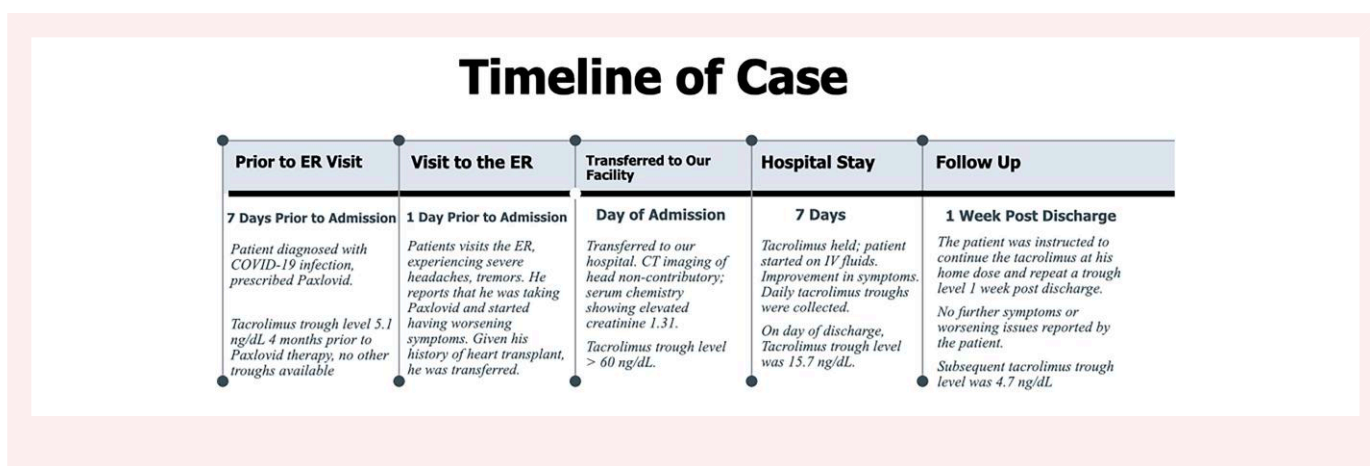 Timeline of Case
Prior to ER Visit
7 Days Prior to Admission
Patient diagnosed with
COVID-19 infection,
prescribed Paxlovid.
Tacrolimus trough level 5.1
ng/dL 4 months prior to
Paxlovid therapy, no other
troughs available
Visit to the ER
1 Day Prior to Admission
Patients visits the ER,
experiencing severe
headaches, tremors. He
reports that he was taking
Paxlovid and started
having worsening
symptoms. Given his
history of heart transplant,
he was transferred.
Transferred to Our
Facility
Day of Admission
Transferred to our
hospital. CT imaging of
head non-contributory;
serum chemistry
showing elevated
creatinine 1.31.
Tacrolimus trough level
> 60 ng/dL.
Hospital Stay
7 Days
Tacrolimus held; patient
started on IV fluids.
Improvement in symptoms.
Daily tacrolimus troughs
were collected.
On day of discharge,
Tacrolimus trough level
was 15.7 ng/dL.
Follow Up
1 Week Post Discharge
The patient was instructed to
continue the tacrolimus at his
home dose and repeat a trough
level 1 week post discharge.
No further symptoms or
worsening issues reported by
the patient.
Subsequent tacrolimus trough
level was 4.7 ng/dL